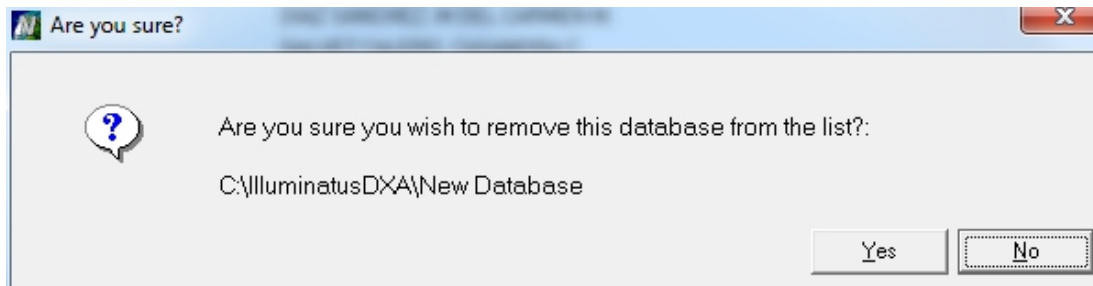 Are you sure?
Are you sure you wish to remove this database from the list?:
C:\IlluminatusDXA\New Database
Yes No